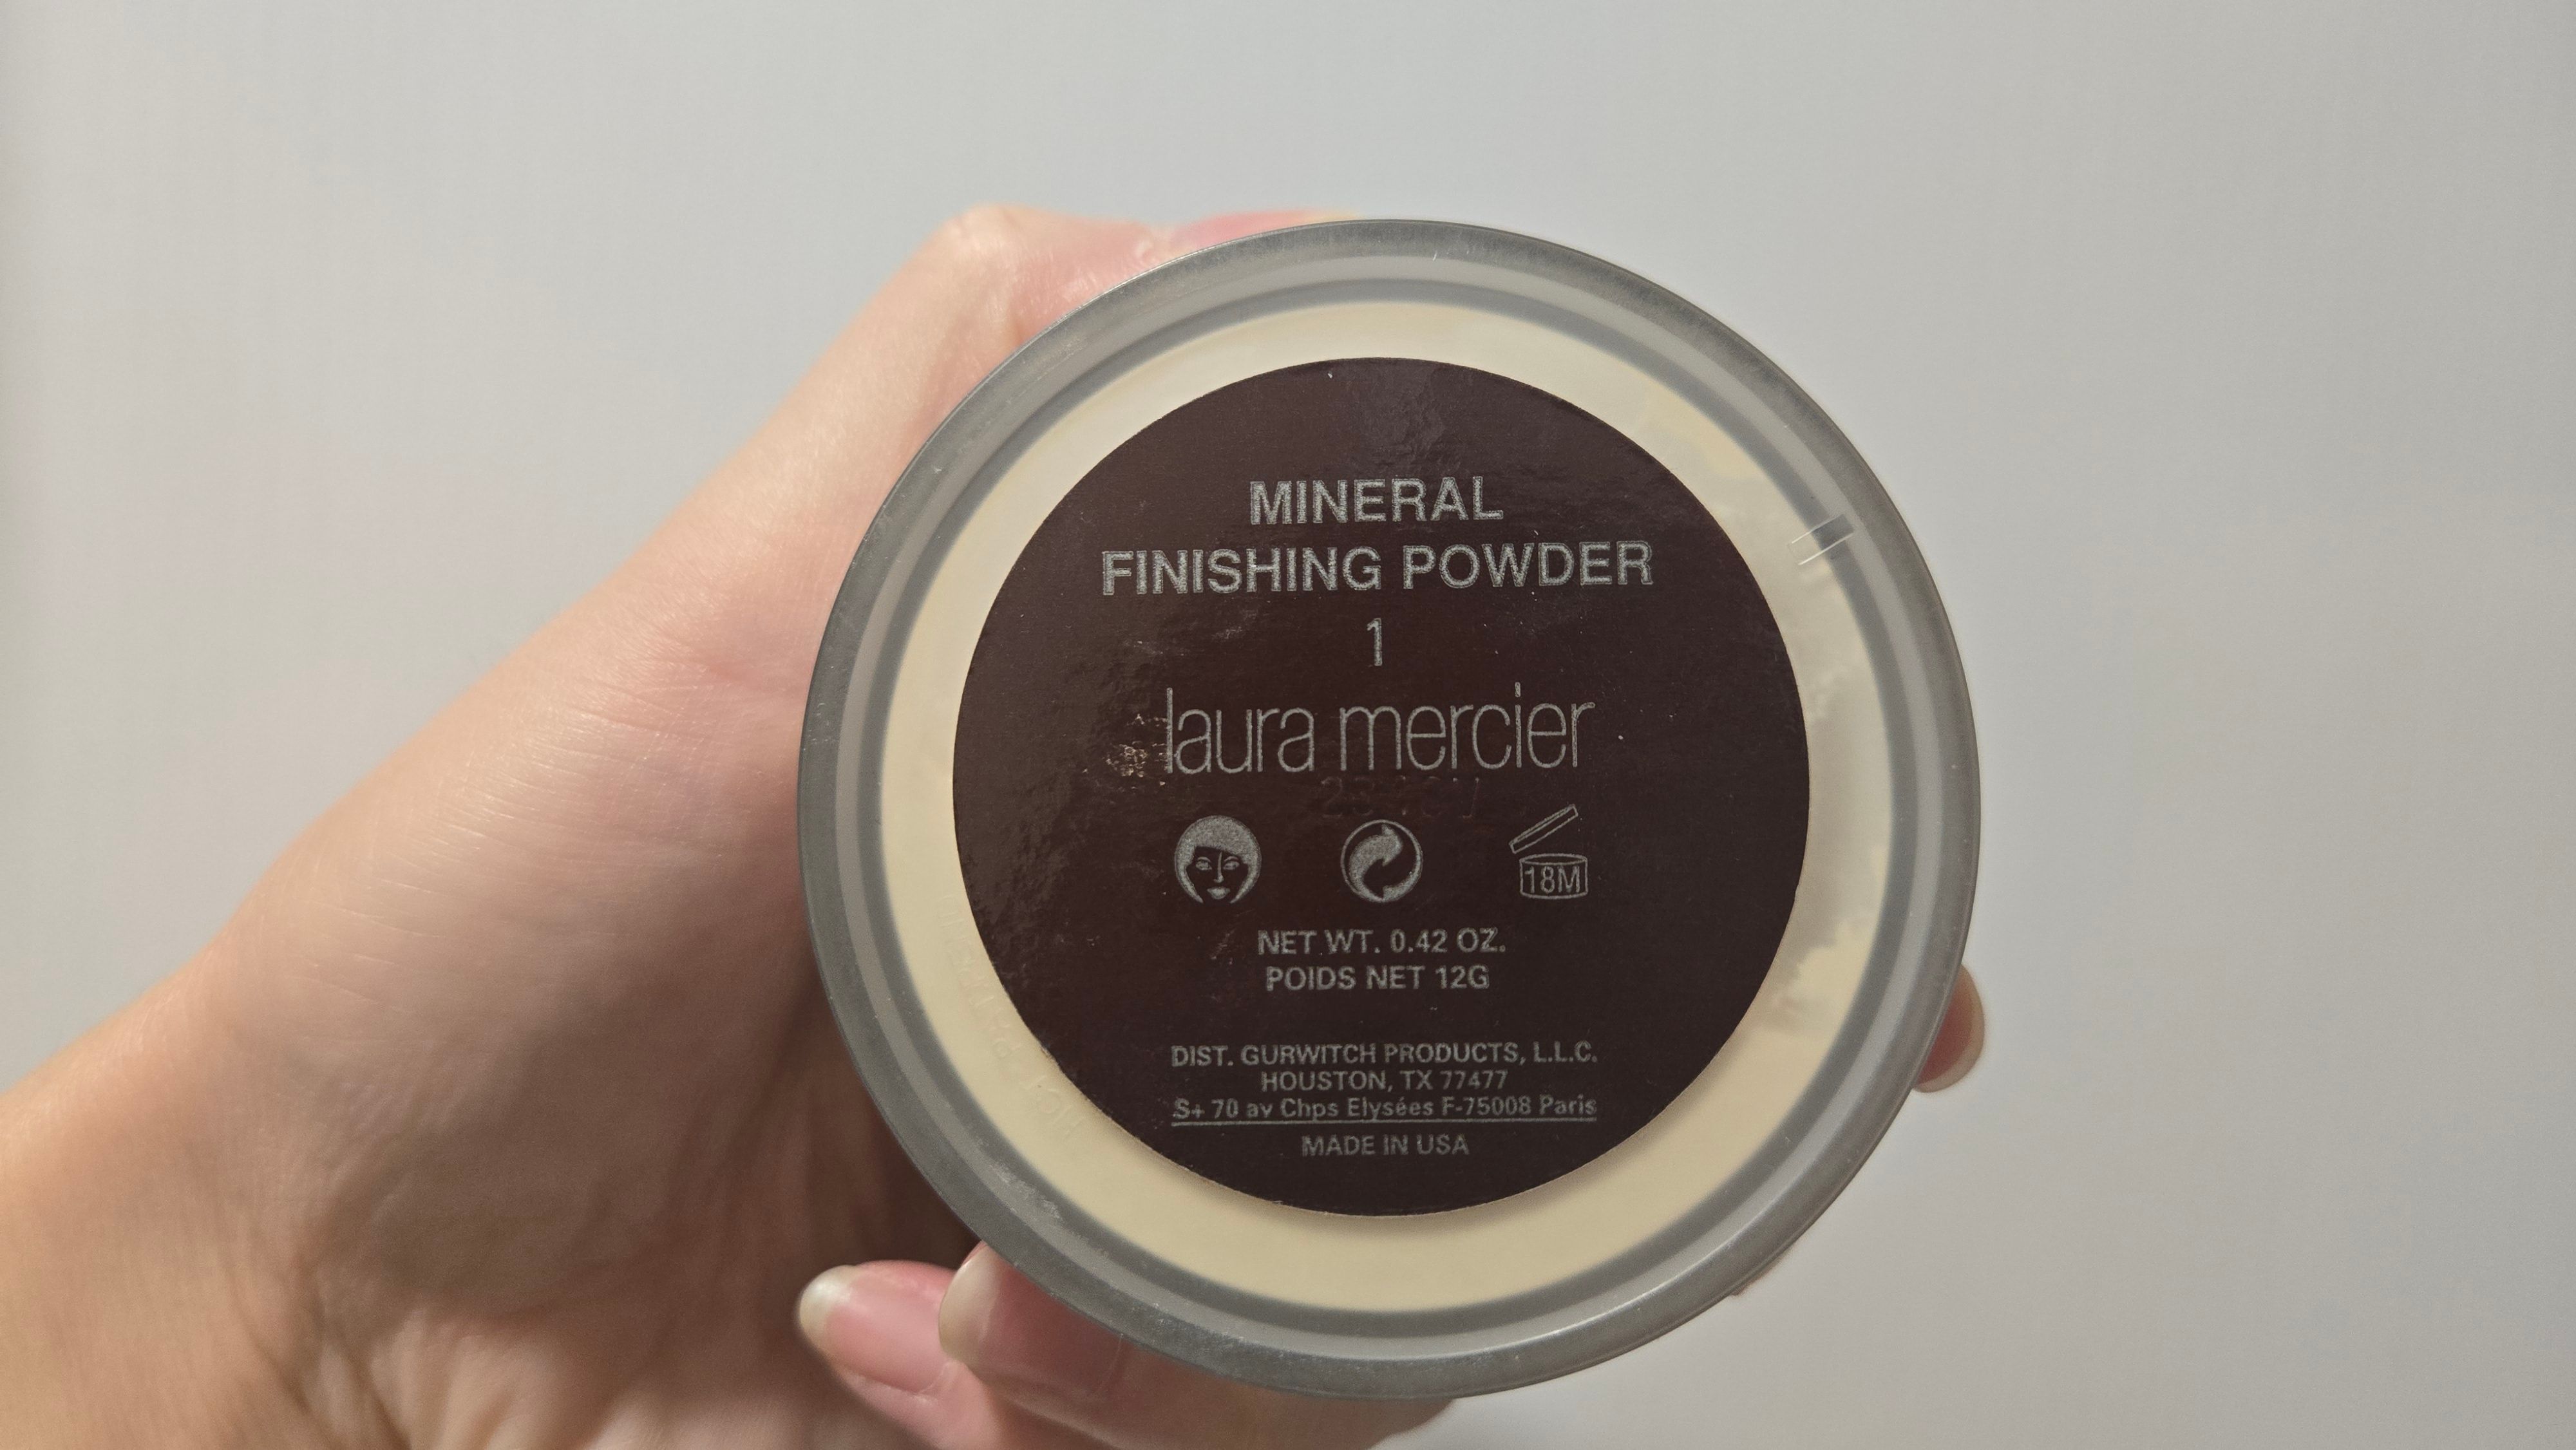 MINERAL
FINISHING POWDER
1
laura mercier
18M
NET WT. 0.42 OZ.
POIDS NET 12G
DIST. GURWITCH PRODUCTS, L.L.C.
HOUSTON, TX 77477
S+ 70 av Chps Elysées F-75008 Paris
MADE IN USA